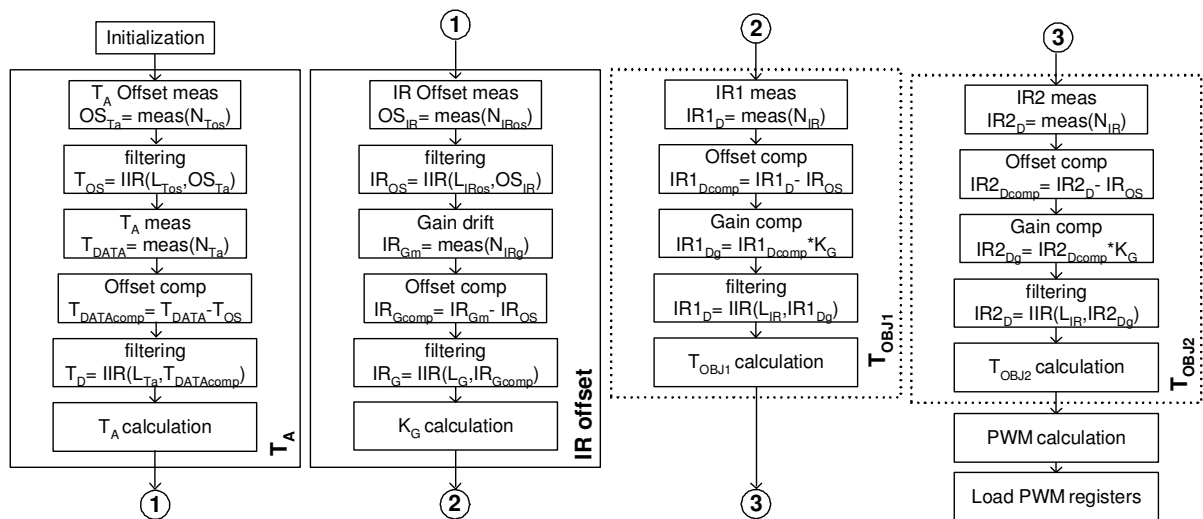 Initialization
T_A Offset meas
OS_Ta= meas(N_Tos)
filtering
T_OS= IIR(L_Tos,OS_Ta)
T_A meas
T_DATA= meas(N_Ta)
Offset comp
T_DATAcomp= T_DATA-T_OS
filtering
T_D= IIR(L_Ta,T_DATAcomp)
T_A calculation
T_A
1
1
IR Offset meas
OS_IR= meas(N_IRos)
filtering
IR_OS= IIR(L_IRos,OS_IR)
Gain drift
IR_Gm= meas(N_IRg)
Offset comp
IR_Gcomp= IR_Gm- IR_OS
filtering
IR_G= IIR(L_G,IR_Gcomp)
K_G calculation
IR offset
2
2
IR1 meas
IR1_D= meas(N_IR)
Offset comp
IR1_Dcomp= IR1_D- IR_OS
Gain comp
IR1_Dg= IR1_Dcomp*K_G
filtering
IR1_D= IIR(L_IR,IR1_Dg)
T_OBJ1 calculation
T_OBJ1
3
3
IR2 meas
IR2_D= meas(N_IR)
Offset comp
IR2_Dcomp= IR2_D- IR_OS
Gain comp
IR2_Dg= IR2_Dcomp*K_G
filtering
IR2_D= IIR(L_IR,IR2_Dg)
T_OBJ2 calculation
T_OBJ2
PWM calculation
Load PWM registers